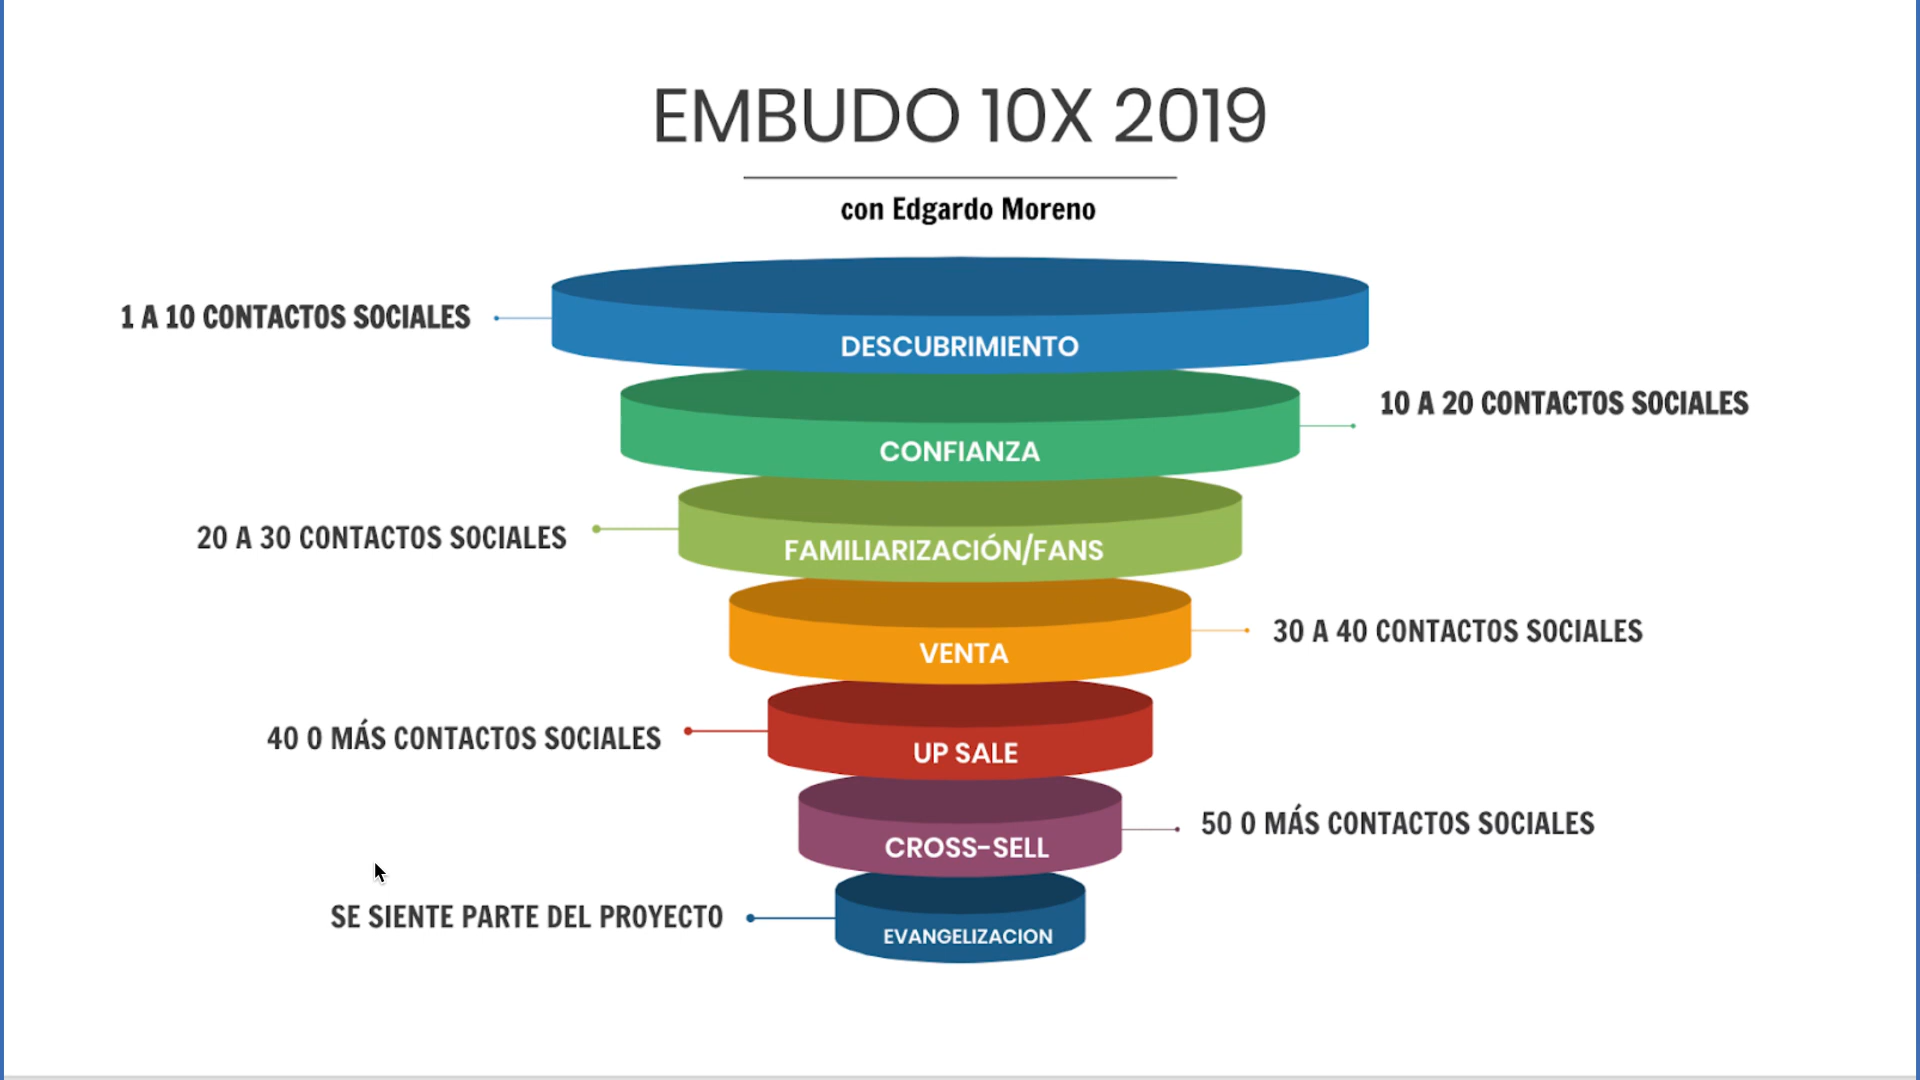 EMBUDO 10X 2019
con Edgardo Moreno
1 A 10 CONTACTOS SOCIALES
DESCUBRIMIENTO
10 A 20 CONTACTOS SOCIALES
CONFIANZA
20 A 30 CONTACTOS SOCIALES
FAMILIARIZACIÓN/FANS
VENTA
30 A 40 CONTACTOS SOCIALES
40 O MÁS CONTACTOS SOCIALES
UP SALE
CROSS-SELL
50 O MÁS CONTACTOS SOCIALES
SE SIENTE PARTE DEL PROYECTO
EVANGELIZACION